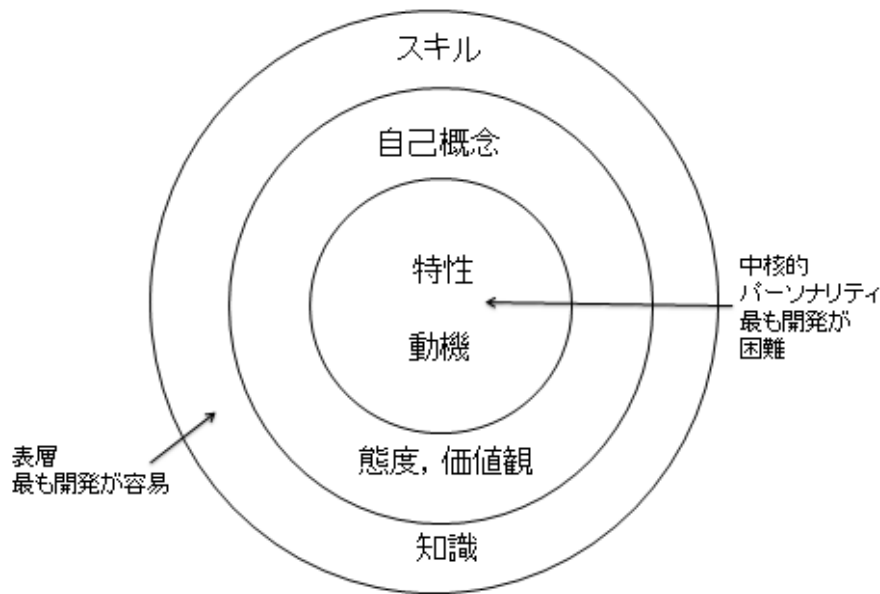 スキル
自己概念
特性
動機
中核的
パーソナリティ
最も開発が
困難
態度，価値観
表層
最も開発が容易
知識